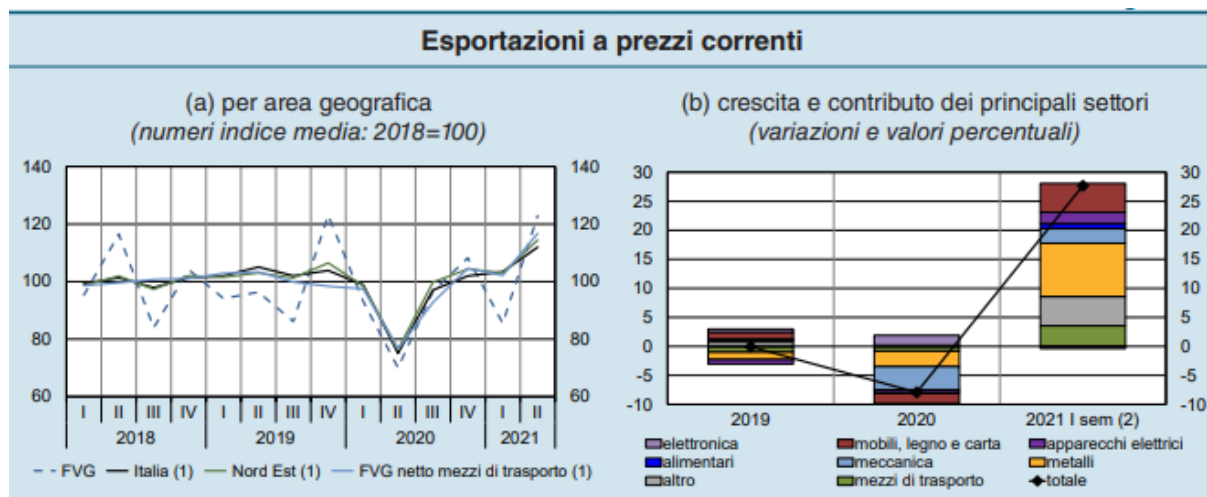 Esportazioni a prezzi correnti
(a) per area geografica
(numeri indice media: 2018=100)
140 140
120 120
100 100
80 80
60 60
I II III IV I II III IV I II III IV I II
2018 2019 2020 2021
FVG Italia (1) Nord Est (1) FVG netto mezzi di trasporto (1)
(b) crescita e contributo dei principali settori
(variazioni e valori percentuali)
30 30
25 25
20 20
15 15
10 10
5 5
0 0
-5 -5
-10 -10
2019 2020 2021 I sem (2)
elettronica mobili, legno e carta apparecchi elettrici
alimentari meccanica metalli
altro mezzi di trasporto totale